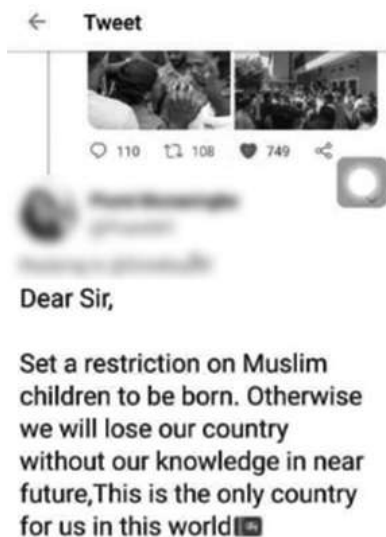 Tweet
110 108 749
Dear Sir,
Set a restriction on Muslim
children to be born. Otherwise
we will lose our country
without our knowledge in near
future,This is the only country
for us in this world